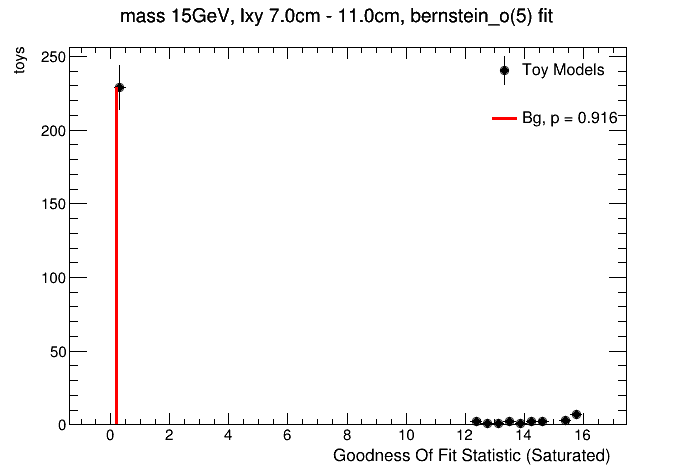 mass 15GeV, lxy 7.0cm - 11.0cm, bernstein_o(5) fit
toys
250
200
150
100
50
0
Toy Models
Bg, p = 0.916
0 2 4 6 8 10 12 14 16
Goodness Of Fit Statistic (Saturated)